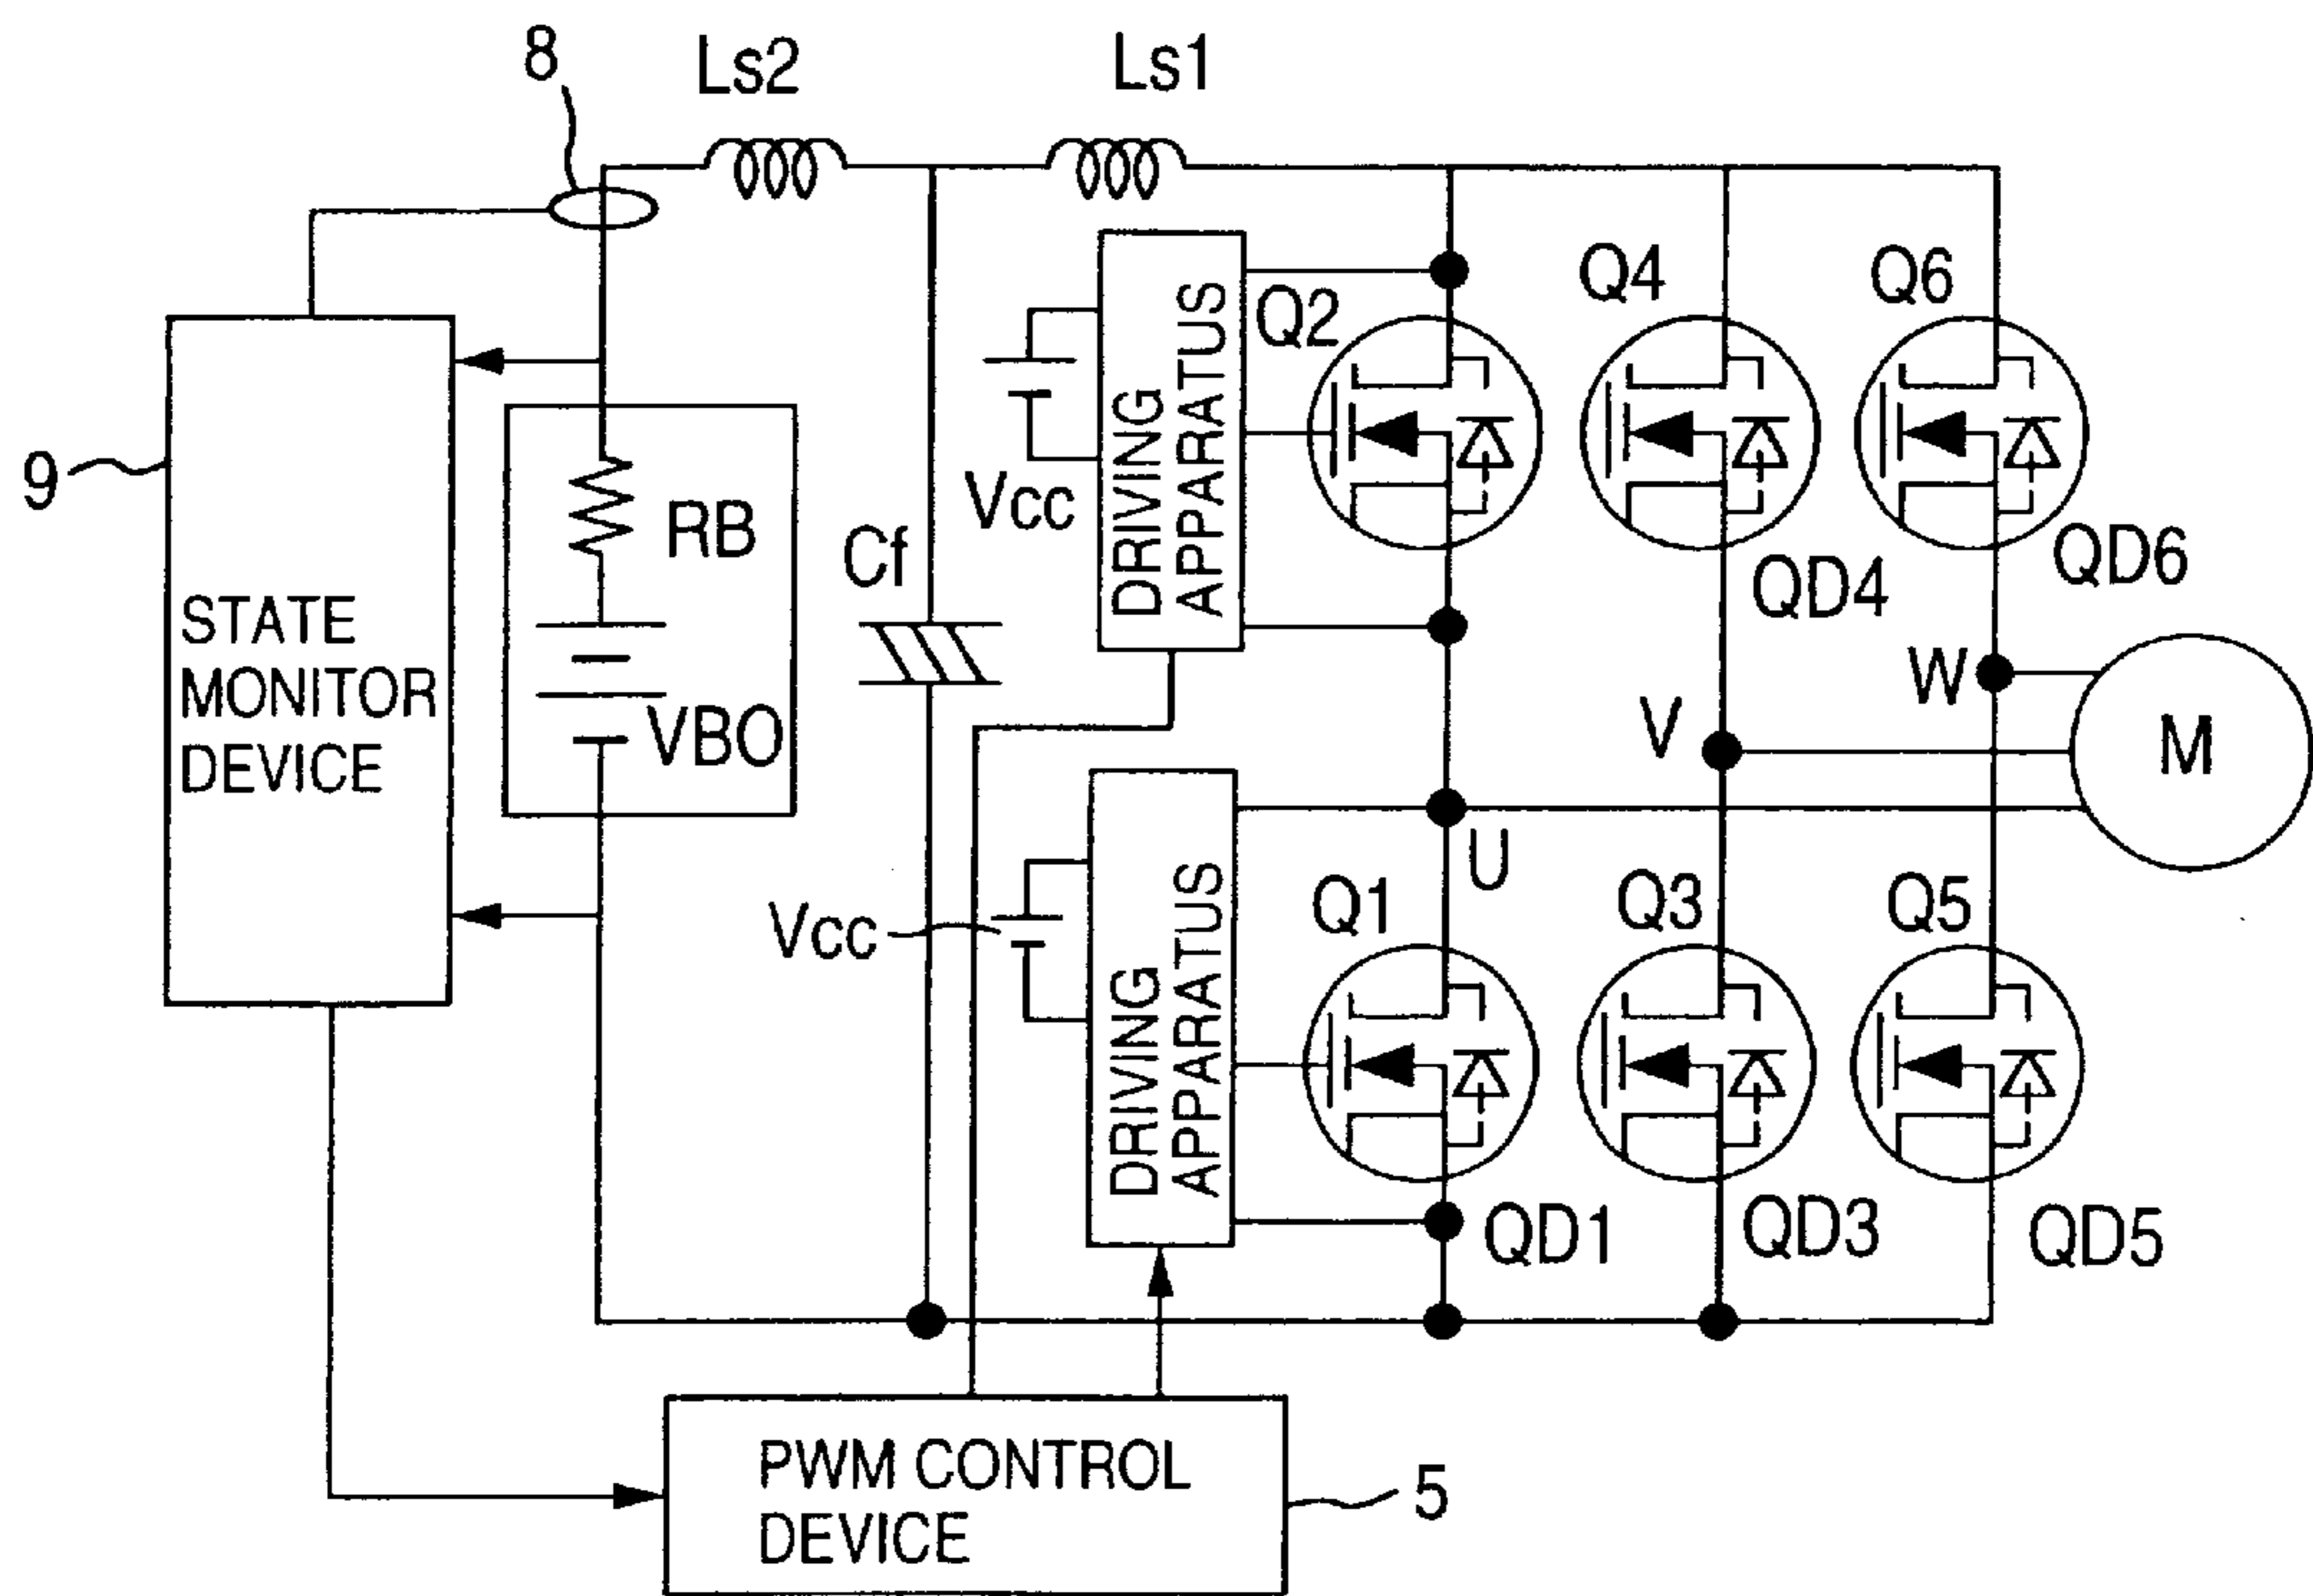 8
Ls2
Ls1
Q2
Q4
Q6
9
Vcc
DRIVING
APPARATUS
RB
Cf
STATE
MONITOR
DEVICE
VBO
QD4
QD6
W
V
M
U
Vcc
DRIVING
APPARATUS
Q1
Q3
Q5
QD1
QD3
QD5
PWM CONTROL
DEVICE
5